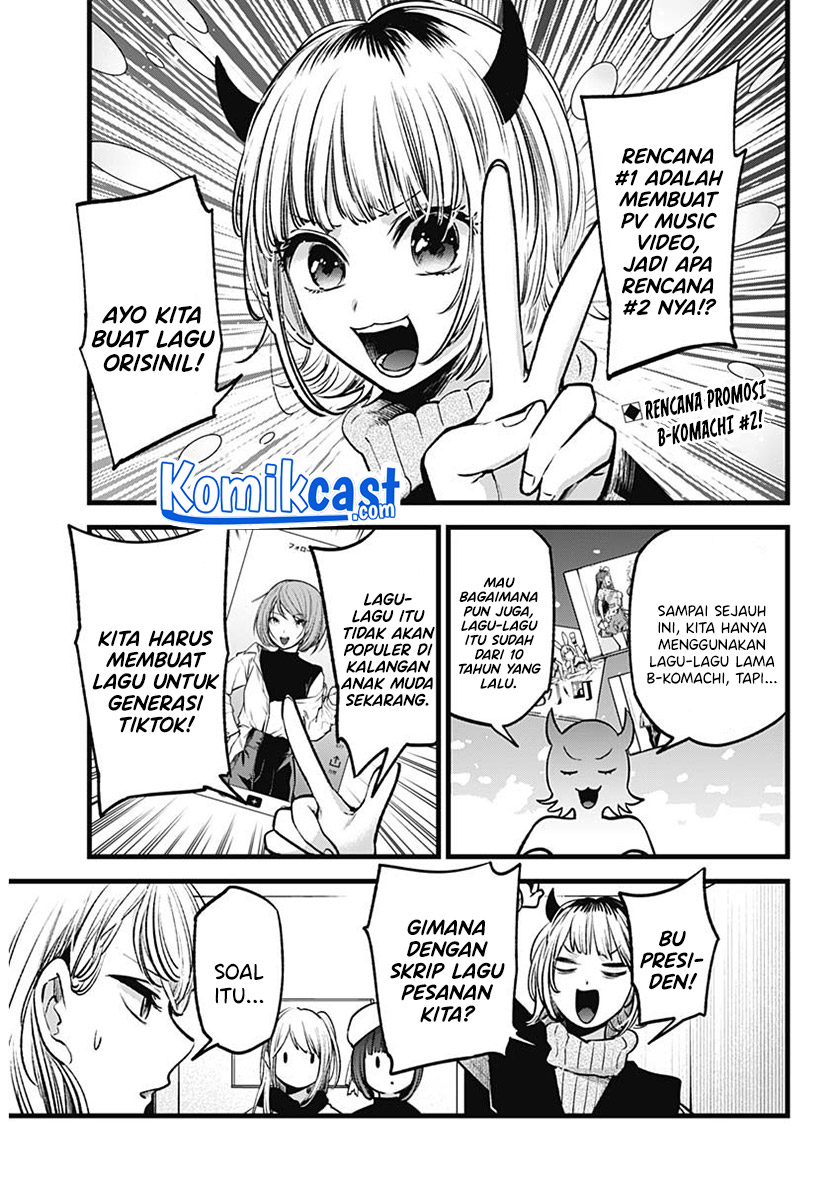 RENCANA
#1 ADALAH
MEMBUAT
PV MUSIC
VIDEO,
JADI APA
RENCANA
#2 NYA!?
AYO KITA
BUAT LAGU
ORISINIL!
RENCANA PROMOSI
B-KOMACHI #2!
Komikcast
.com
SAMPAI SEJAUH
INI, KITA HANYA
MENGGUNAKAN
LAGU-LAGU LAMA
B-KOMACHI, TAPI...
MAU
BAGAIMANA
PUN JUGA,
LAGU-LAGU
ITU SUDAH
DARI 10
TAHUN YANG
LALU.
LAGU-
LAGU ITU
TIDAK AKAN
POPULER DI
KALANGAN
ANAK MUDA
SEKARANG.
KITA HARUS
MEMBUAT
LAGU UNTUK
GENERASI
TIKTOK!
BU
PRESI-
DEN!
GIMANA
DENGAN
SKRIP LAGU
PESANAN
KITA?
SOAL
ITU...